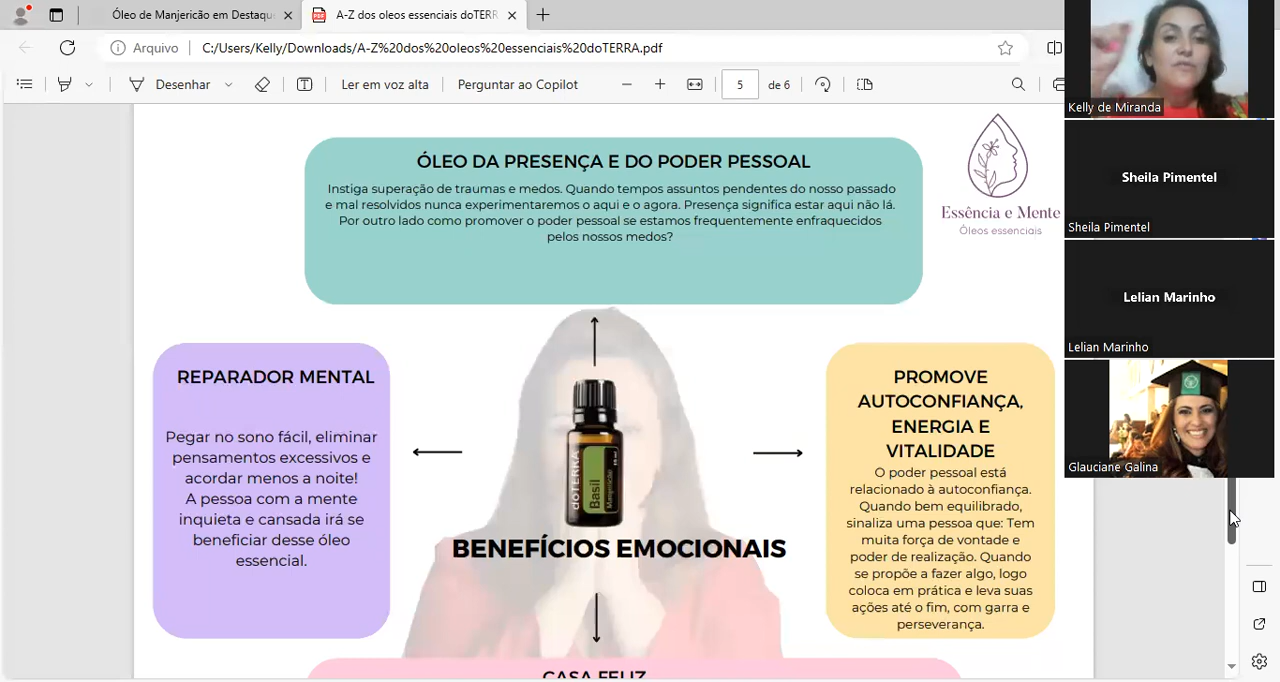 Óleo de Manjericão em Destaque
A-Z dos oleos essenciais doTERR
Arquivo
C:/Users/Kelly/Downloads/A-Z%20dos%20oleos%20essenciais%20doTERRA.pdf
Desenhar
Ler em voz alta
Perguntar ao Copilot
5
de 6
ÓLEO DA PRESENÇA E DO PODER PESSOAL
Instiga superação de traumas e medos. Quando tempos assuntos pendentes do nosso passado
e mal resolvidos nunca experimentaremos o aqui e o agora. Presença significa estar aqui não lá.
Por outro lado como promover o poder pessoal se estamos frequentemente enfraquecidos
pelos nossos medos?
Essência e Mente
Óleos essenciais
REPARADOR MENTAL
Pegar no sono fácil, eliminar
pensamentos excessivos e
acordar menos a noite!
A pessoa com a mente
inquieta e cansada irá se
beneficiar desse óleo
essencial.
doTERRA
Basil
Manjericão
BENEFÍCIOS EMOCIONAIS
PROMOVE
AUTOCONFIANÇA,
ENERGIA E
VITALIDADE
O poder pessoal está
relacionado à autoconfiança.
Quando bem equilibrado,
sinaliza uma pessoa que: Tem
muita força de vontade e
poder de realização. Quando
se propõe a fazer algo, logo
coloca em prática e leva suas
ações até o fim, com garra e
perseverança.
CASA FELIZ
Kelly de Miranda
Sheila Pimentel
Sheila Pimentel
Lelian Marinho
Lelian Marinho
Glauciane Galina